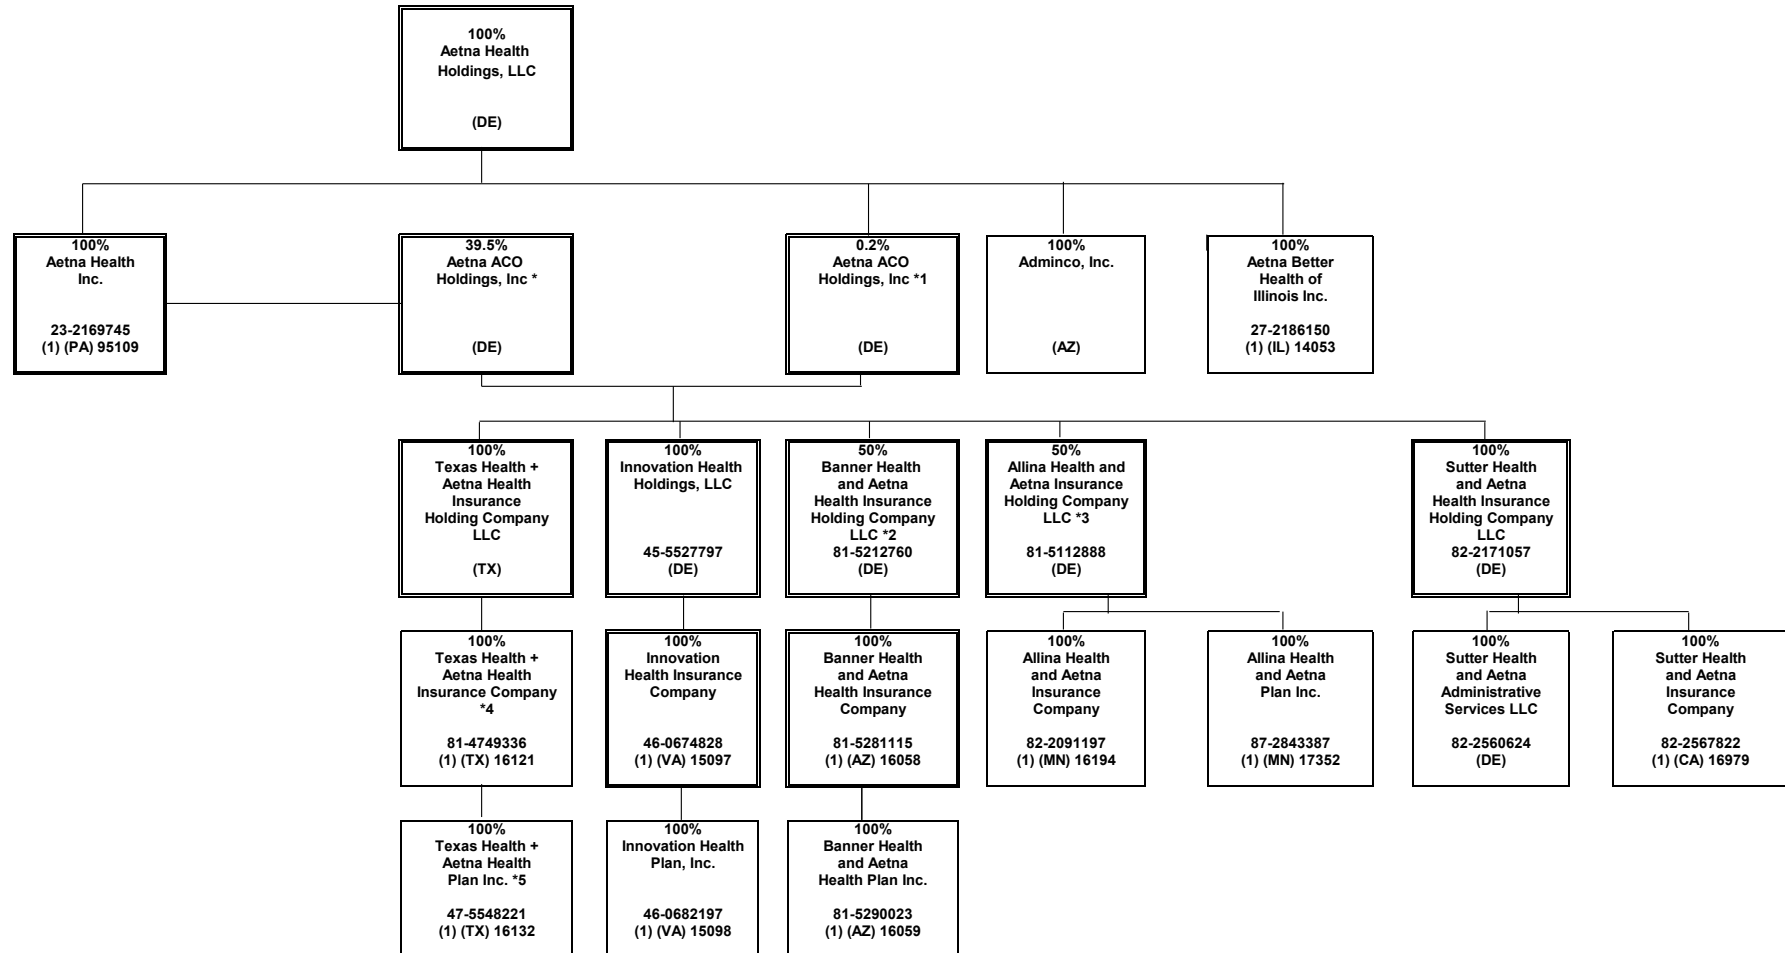 100%
Aetna Health
Holdings, LLC
(DE)
100%
Aetna Health
Inc.
23-2169745
(1) (PA) 95109
39.5%
Aetna ACO
Holdings, Inc *
(DE)
0.2%
Aetna ACO
Holdings, Inc *1
(DE)
100%
Adminco, Inc.
(AZ)
100%
Aetna Better
Health of
Illinois Inc.
27-2186150
(1) (IL) 14053
100%
Texas Health +
Aetna Health
Insurance
Holding Company
LLC
(TX)
100%
Innovation Health
Holdings, LLC
45-5527797
(DE)
50%
Banner Health
and Aetna
Health Insurance
Holding Company
LLC *2
81-5212760
(DE)
50%
Allina Health and
Aetna Insurance
Holding Company
LLC *3
81-5112888
(DE)
100%
Sutter Health
and Aetna
Health Insurance
Holding Company
LLC
82-2171057
(DE)
100%
Texas Health +
Aetna Health
Insurance Company
*4
81-4749336
(1) (TX) 16121
100%
Innovation
Health Insurance
Company
46-0674828
(1) (VA) 15097
100%
Banner Health
and Aetna
Health Insurance
Company
81-5281115
(1) (AZ) 16058
100%
Allina Health
and Aetna
Insurance
Company
82-2091197
(1) (MN) 16194
100%
Allina Health
and Aetna
Plan Inc.
87-2843387
(1) (MN) 17352
100%
Sutter Health
and Aetna
Administrative
Services LLC
82-2560624
(DE)
100%
Sutter Health
and Aetna
Insurance
Company
82-2567822
(1) (CA) 16979
100%
Texas Health +
Aetna Health
Plan Inc. *5
47-5548221
(1) (TX) 16132
100%
Innovation Health
Plan, Inc.
46-0682197
(1) (VA) 15098
100%
Banner Health
and Aetna
Health Plan Inc.
81-5290023
(1) (AZ) 16059